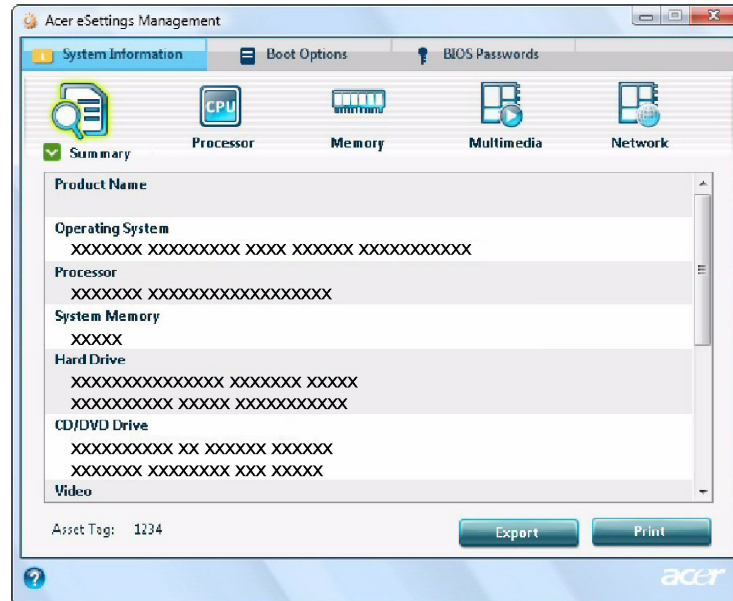 Acer eSettings Management
System Information
Boot Options
BIOS Passwords
CPU
Summary
Processor
Memory
Multimedia
Network
Product Name
Operating System
XXXXXXX XXXXXXXXX XXXX XXXXXX XXXXXXXXXXX
Processor
XXXXXXX XXXXXXXXXXXXXXXXXX
System Memory
XXXXX
Hard Drive
XXXXXXXXXXXXXXX XXXXXXX XXXXX
XXXXXXXXXX XXXXX XXXXXXXXXXX
CD/DVD Drive
XXXXXXXXXX XX XXXXXX XXXXXX
XXXXXXX XXXXXXXX XXX XXXXX
Video
Asset Tag: 1234
Export
Print
?
acer